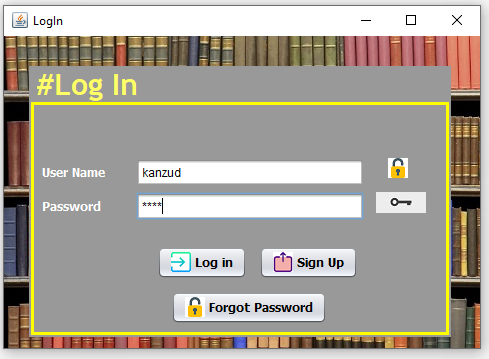 LogIn
#Log In
User Name kanzud
Password ****
Log in Sign Up
Forgot Password